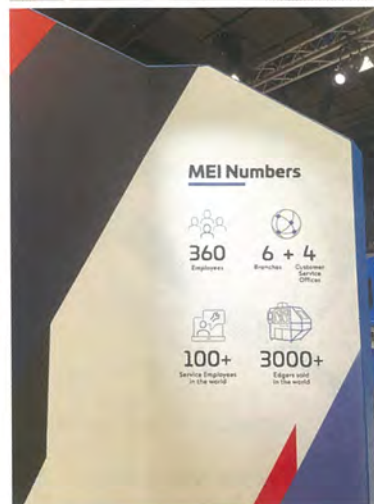 MEI Numbers
360
Employees
6 + 4
Branches
Customer
Service
Offices
100+
Service Employees
in the world
3000+
Edgers sold
in the world